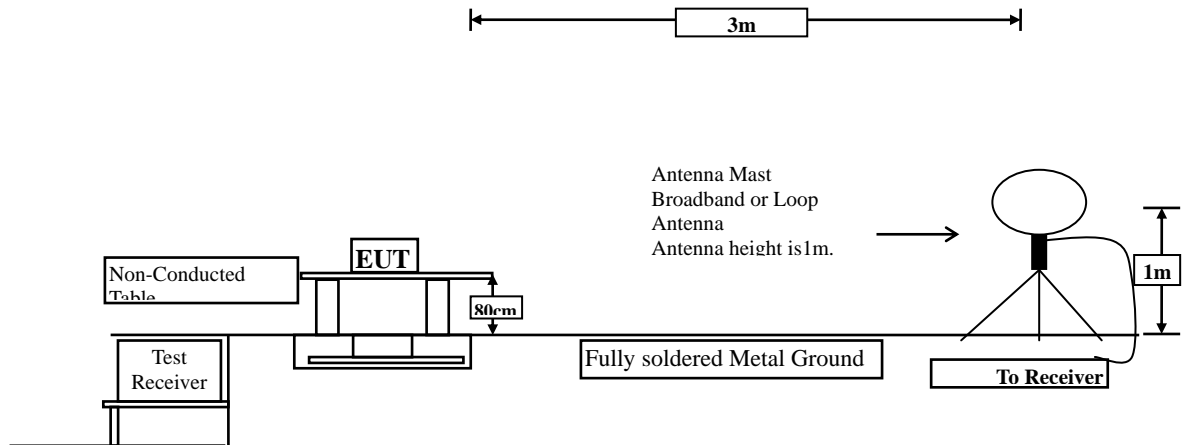 3m
Antenna Mast
Broadband or Loop
Antenna
Antenna height is1m.
EUT
Non-Conducted
Table
80cm
1m
Test
Receiver
Fully soldered Metal Ground
To Receiver